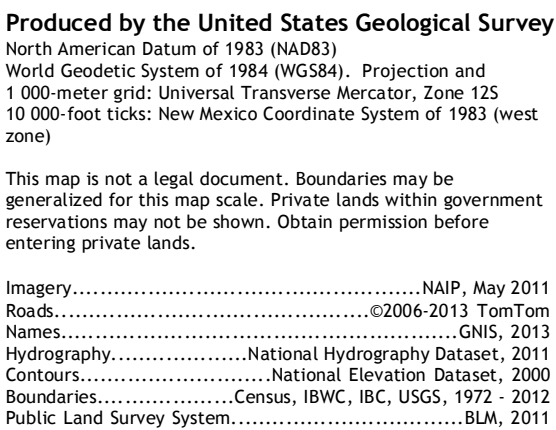 Produced by the United States Geological Survey
North American Datum of 1983 (NAD83)
World Geodetic System of 1984 (WGS84).  Projection and
1 000-meter grid: Universal Transverse Mercator, Zone 12S
10 000-foot ticks: New Mexico Coordinate System of 1983 (west
zone)
This map is not a legal document. Boundaries may be
generalized for this map scale. Private lands within government
reservations may not be shown. Obtain permission before
entering private lands.
Imagery.................................................NAIP, May 2011
Roads............................................©2006-2013 TomTom
Names........................................................GNIS, 2013
Hydrography...................National Hydrography Dataset, 2011
Contours...........................National Elevation Dataset, 2000
Boundaries...................Census, IBWC, IBC, USGS, 1972 - 2012
Public Land Survey System.................................BLM, 2011